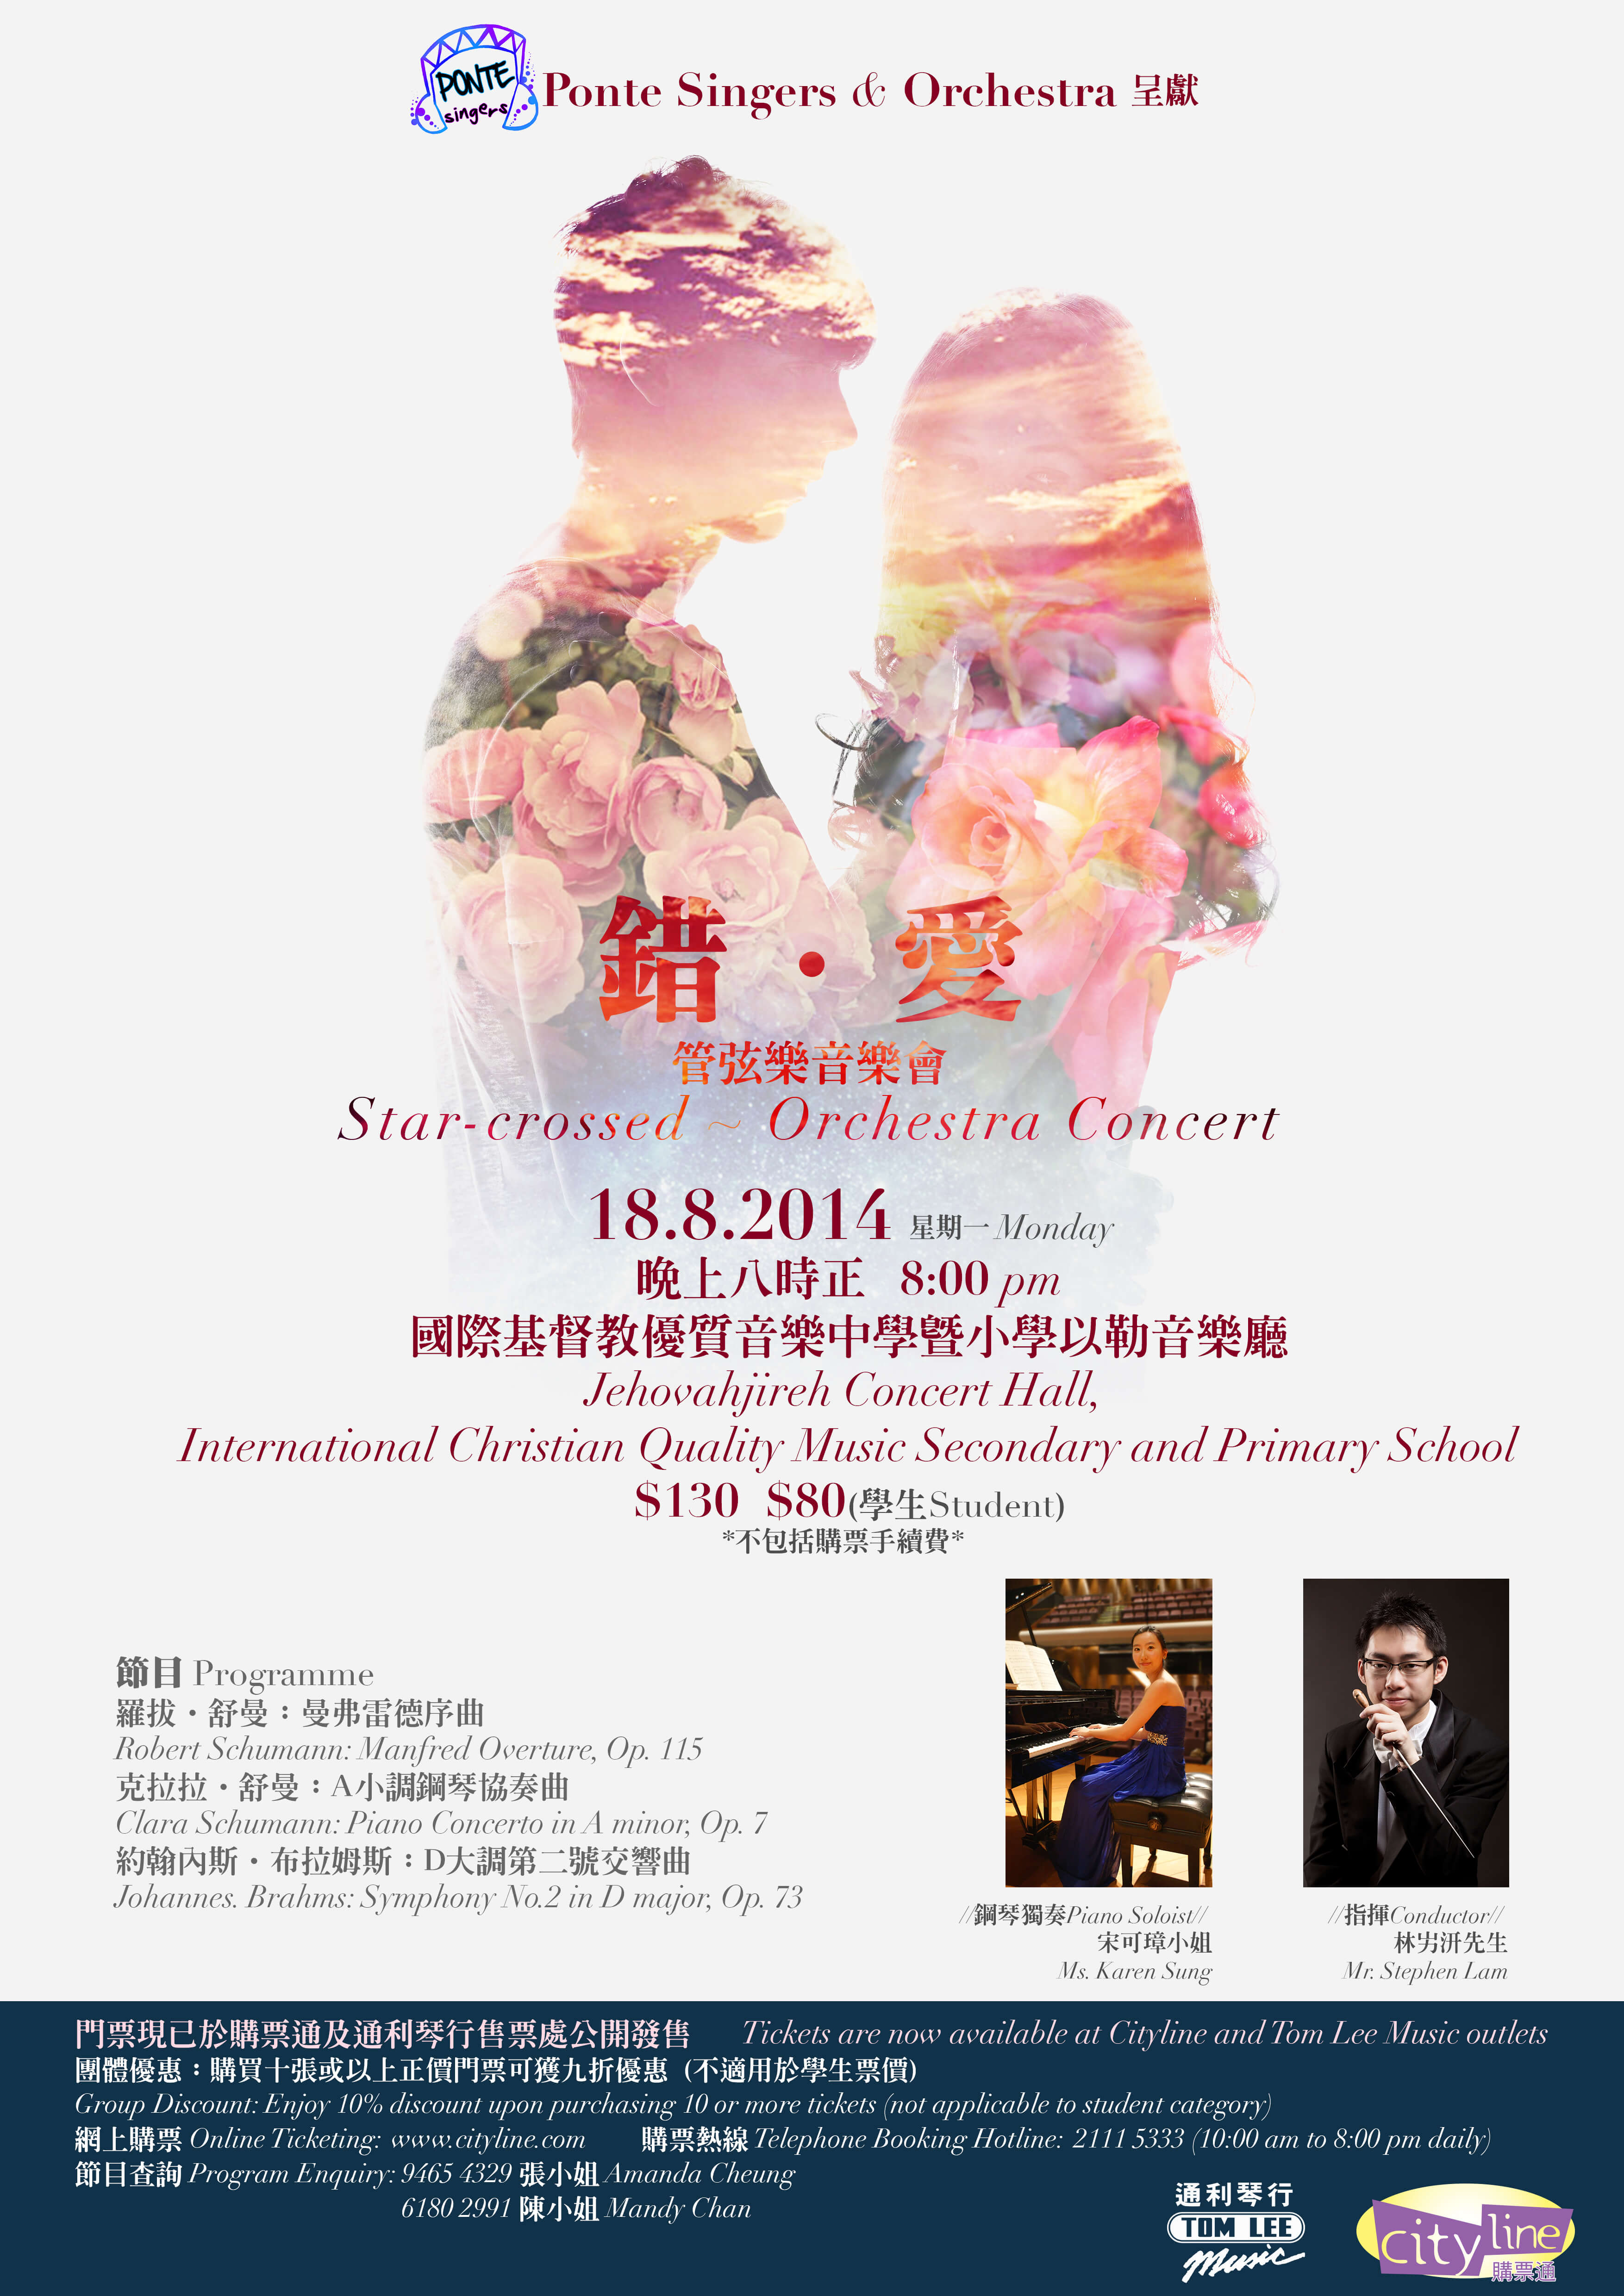 PONTE
singers
Ponte Singers & Orchestra 呈獻
錯・愛
管弦樂音樂會
Star-crossed ~ Orchestra Concert
18.8.2014 星期一 Monday
晚上八時正 8:00 pm
國際基督教優質音樂中學暨小學以勒音樂廳
Jehovahjireh Concert Hall,
International Christian Quality Music Secondary and Primary School
$130 $80(學生Student)
*不包括購票手續費*
節目 Programme
羅拔・舒曼：曼弗雷德序曲
Robert Schumann: Manfred Overture, Op. 115
克拉拉・舒曼：A小調鋼琴協奏曲
Clara Schumann: Piano Concerto in A minor, Op. 7
約翰內斯・布拉姆斯：D大調第二號交響曲
Johannes. Brahms: Symphony No.2 in D major, Op. 73
//鋼琴獨奏Piano Soloist//
宋可璋小姐
Ms. Karen Sung
//指揮Conductor//
林屴汧先生
Mr. Stephen Lam
門票現已於購票通及通利琴行售票處公開發售 Tickets are now available at Cityline and Tom Lee Music outlets
團體優惠：購買十張或以上正價門票可獲九折優惠 (不適用於學生票價)
Group Discount: Enjoy 10% discount upon purchasing 10 or more tickets (not applicable to student category)
網上購票 Online Ticketing: www.cityline.com 購票熱線 Telephone Booking Hotline: 2111 5333 (10:00 am to 8:00 pm daily)
節目查詢 Program Enquiry: 9465 4329 張小姐 Amanda Cheung
6180 2991 陳小姐 Mandy Chan
通利琴行
TOM LEE
Music
cityline
購票通